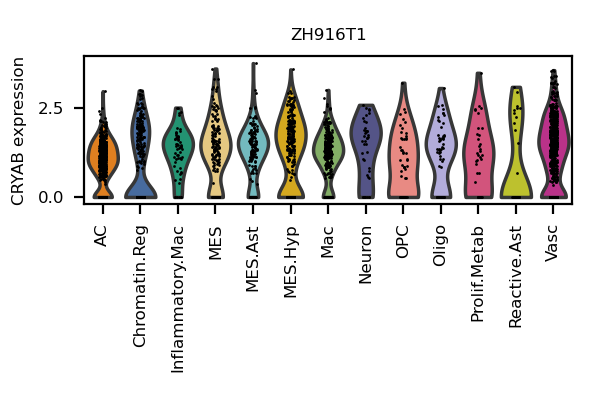 ZH916T1
CRYAB expression
2.5
0.0
AC
Chromatin.Reg
Inflammatory.Mac
MES
MES.Ast
MES.Hyp
Mac
Neuron
OPC
Oligo
Prolif.Metab
Reactive.Ast
Vasc